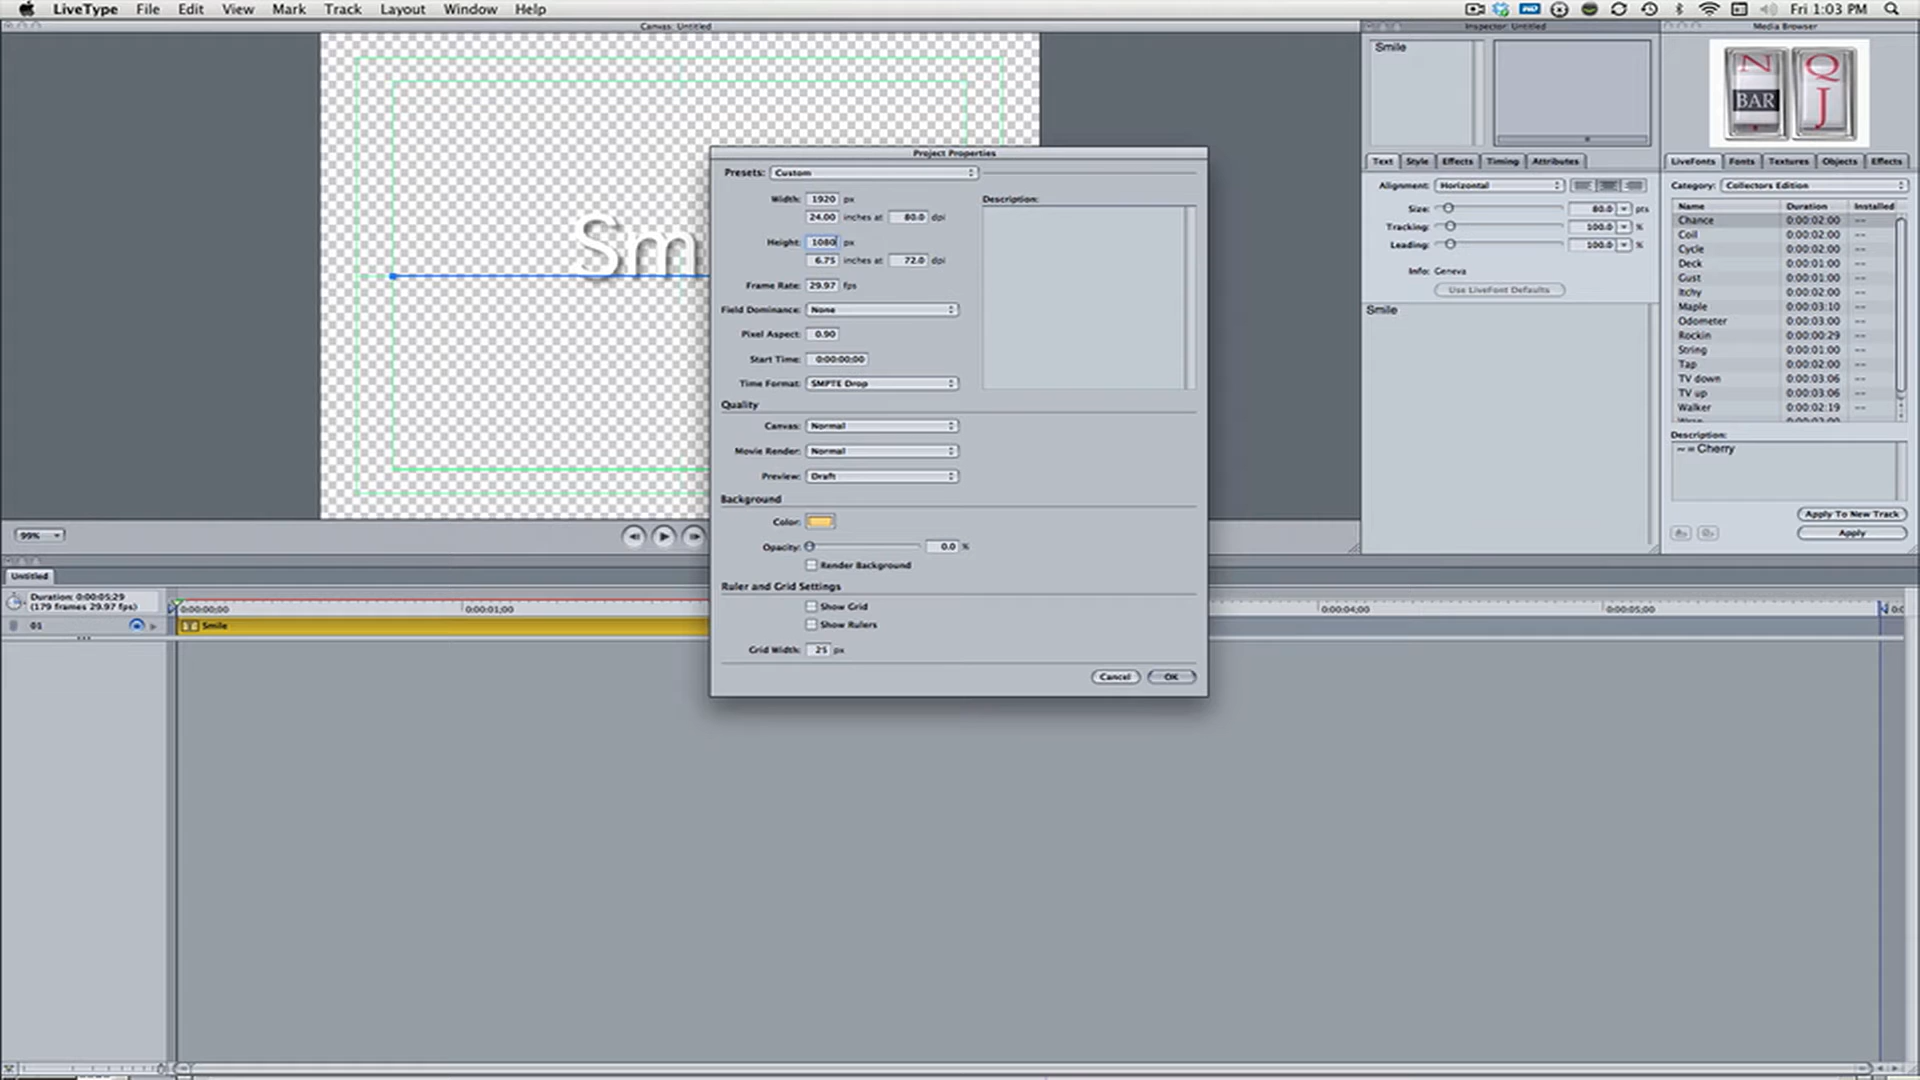 LiveType File Edit View Mark Track Layout Window Help
Fri 1:03 PM
Canvas: Untitled
Inspector: Untitled
Media Browser
Smile
N
BAR
Q
J
Sm
Project Properties
Presets: Custom
Width: 1920 px
24.00 inches at 80.0 dpi
Height: 1080 px
6.75 inches at 72.0 dpi
Frame Rate: 29.97 fps
Field Dominance: None
Pixel Aspect: 0.90
Start Time: 0:00:00;00
Time Format: SMPTE Drop
Description:
Quality
Canvas: Normal
Movie Render: Normal
Preview: Draft
Background
Color:
Opacity: 0.0 %
Render Background
Ruler and Grid Settings
Show Grid
Show Rulers
Grid Width: 25 px
Cancel OK
Text Style Effects Timing Attributes
Alignment: Horizontal
Size: 80.0 pts
Tracking: 100.0 %
Leading: 100.0 %
Info: Geneva
Use LiveFont Defaults
Smile
LiveFonts Fonts Textures Objects Effects
Category: Collectors Edition
Name Duration Installed
Chance 0:00:02:00 --
Coil 0:00:02:00 --
Cycle 0:00:02:00 --
Deck 0:00:01:00 --
Gust 0:00:01:00 --
Itchy 0:00:02:00 --
Maple 0:00:03:10 --
Odometer 0:00:03:00 --
Rockin 0:00:00:29 --
String 0:00:01:00 --
Tap 0:00:02:00 --
TV down 0:00:03:06 --
TV up 0:00:03:06 --
Walker 0:00:02:19 --
Description:
~ = Cherry
Apply To New Track
Apply
99%
Untitled
Duration: 0:00:05;29
(179 frames 29.97 fps)
0:00:00;00 0:00:01;00 0:00:04;00 0:00:05;00
01 Smile